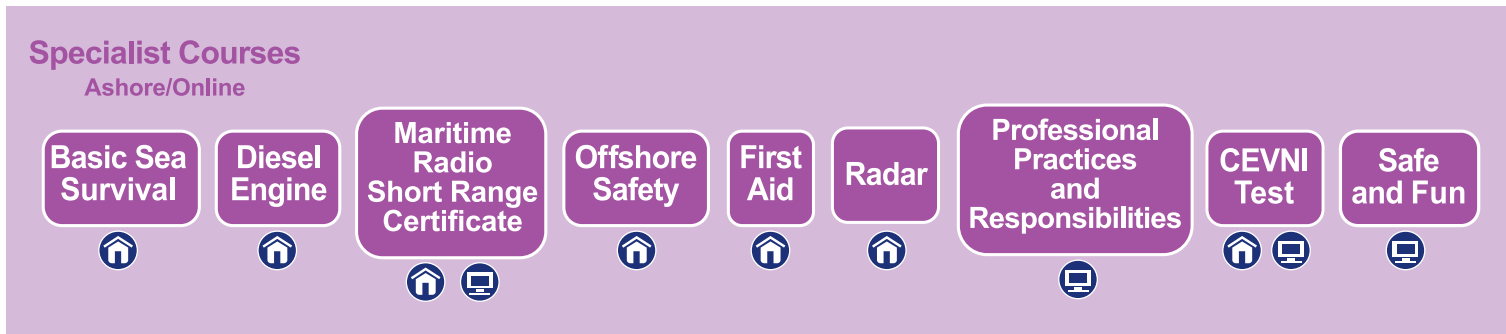 Specialist Courses
Ashore/Online
Basic Sea
Survival
Diesel
Engine
Maritime
Radio
Short Range
Certificate
Offshore
Safety
First
Aid
Radar
Professional
Practices
and
Responsibilities
CEVNI
Test
Safe
and Fun